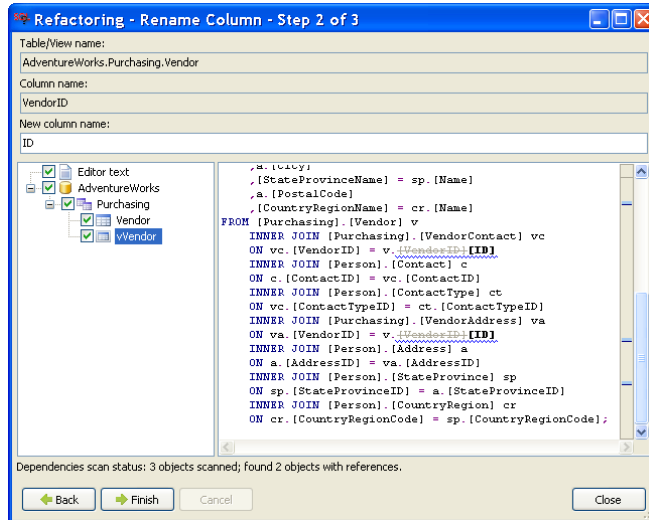 Refactoring - Rename Column - Step 2 of 3
Table/View name:
AdventureWorks.Purchasing.Vendor
Column name:
VendorID
New column name:
ID
Editor text
AdventureWorks
Purchasing
Vendor
vVendor
,a.[City]
,[StateProvinceName] = sp.[Name]
,a.[PostalCode]
,[CountryRegionName] = cr.[Name]
FROM [Purchasing].[Vendor] v
INNER JOIN [Purchasing].[VendorContact] vc
ON vc.[VendorID] = v.[VendorID][ID]
INNER JOIN [Person].[Contact] c
ON c.[ContactID] = vc.[ContactID]
INNER JOIN [Person].[ContactType] ct
ON vc.[ContactTypeID] = ct.[ContactTypeID]
INNER JOIN [Purchasing].[VendorAddress] va
ON va.[VendorID] = v.[VendorID][ID]
INNER JOIN [Person].[Address] a
ON a.[AddressID] = va.[AddressID]
INNER JOIN [Person].[StateProvince] sp
ON sp.[StateProvinceID] = a.[StateProvinceID]
INNER JOIN [Person].[CountryRegion] cr
ON cr.[CountryRegionCode] = sp.[CountryRegionCode];
Dependencies scan status: 3 objects scanned; found 2 objects with references.
Back
Finish
Cancel
Close